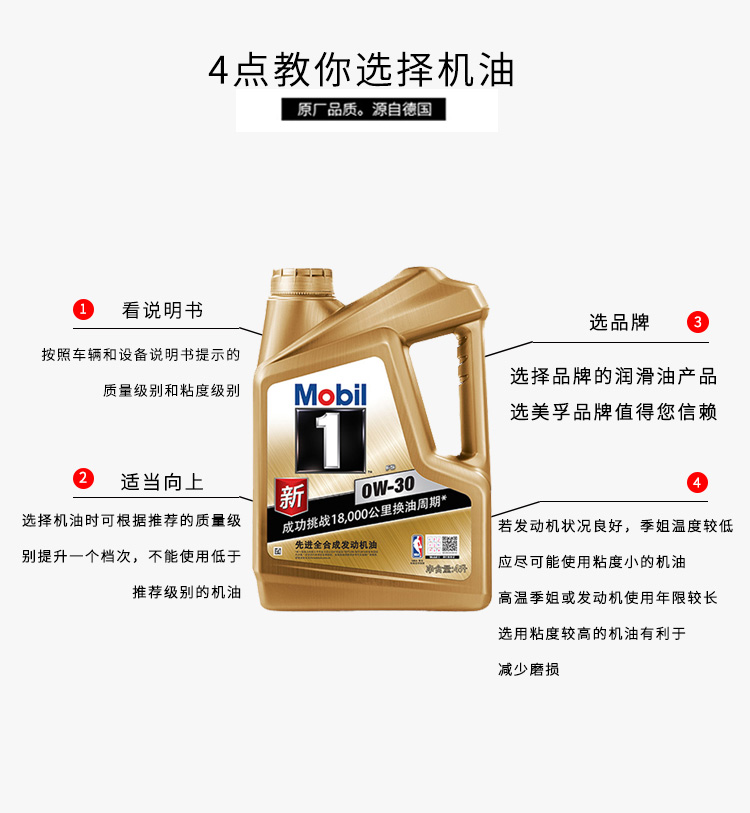 4点教你选择机油
原厂品质。源自德国
1 看说明书
按照车辆和设备说明书提示的
质量级别和粘度级别
2 适当向上
选择机油时可根据推荐的质量级
别提升一个档次，不能使用低于
推荐级别的机油
选品牌 3
选择品牌的润滑油产品
选美孚品牌值得您信赖
4
若发动机状况良好，季姐温度较低
应尽可能使用粘度小的机油
高温季姐或发动机使用年限较长
选用粘度较高的机油有利于
减少磨损
Mobil
1
新
0W-30
成功挑战18,000公里换油周期*
先进全合成发动机油
净含量:4升